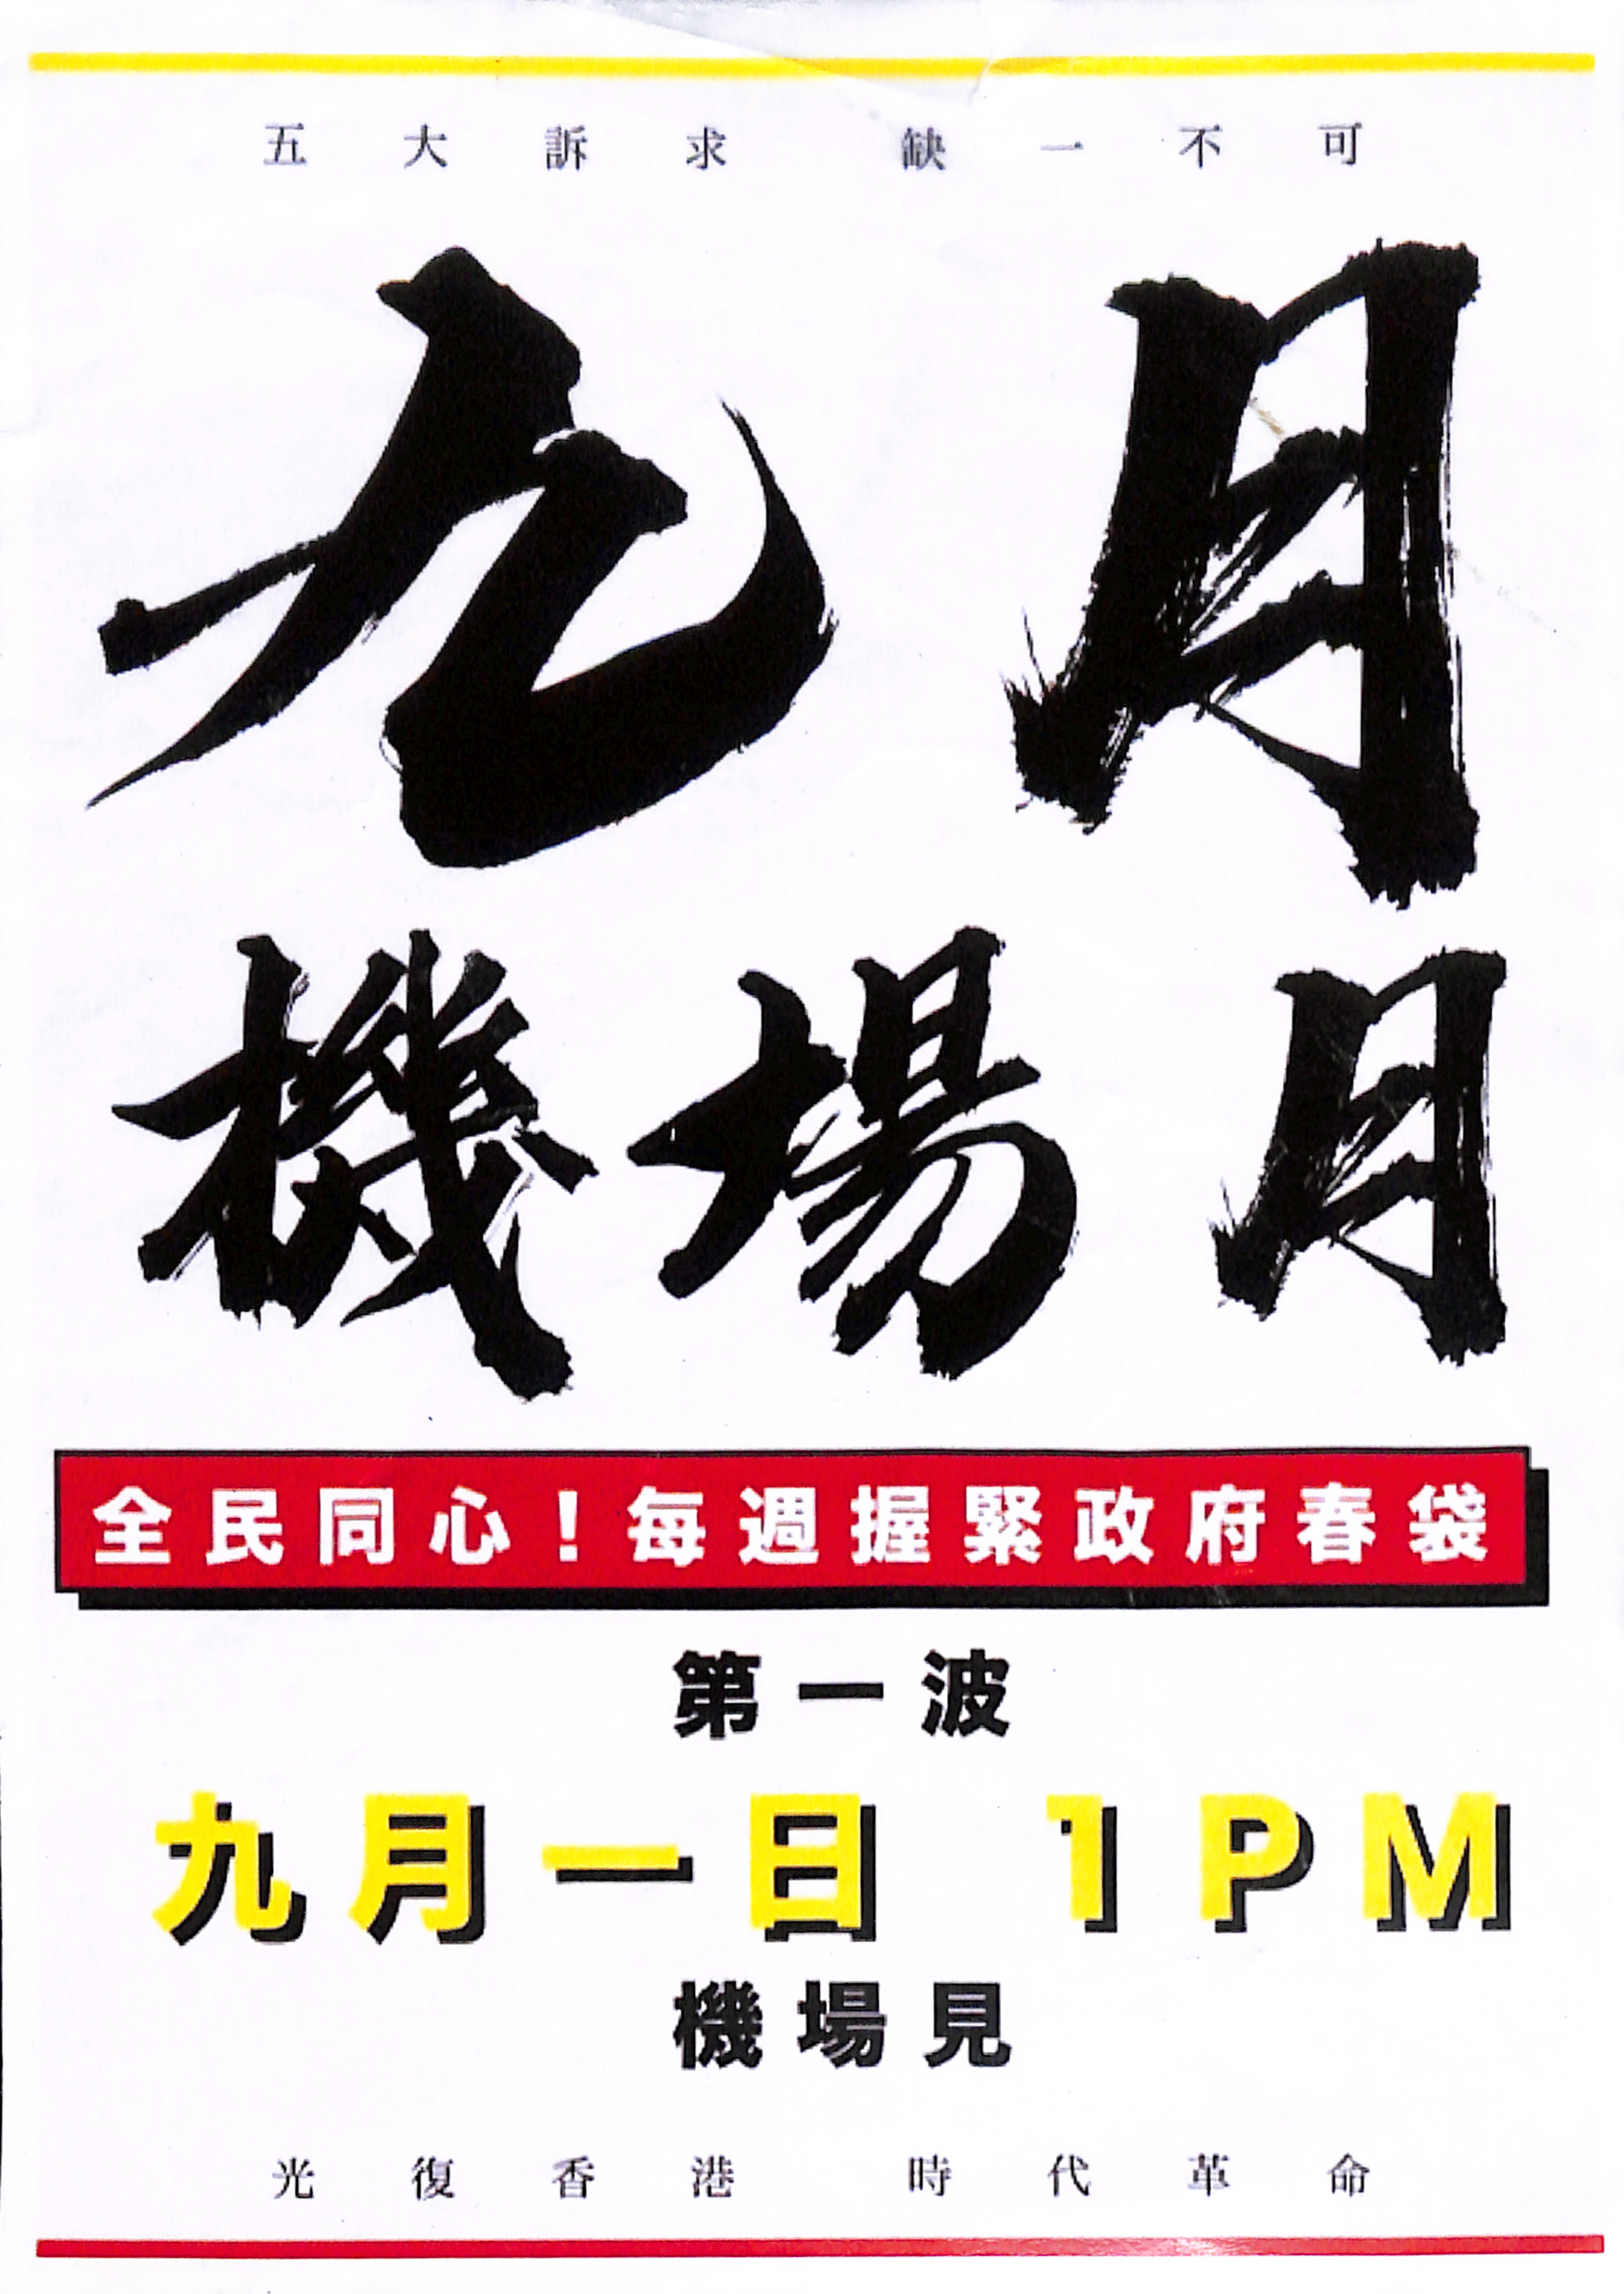 五大訴求 缺一不可
九月
機場月
全民同心！每週握緊政府春袋
第一波
九月一日 1PM
機場見
光復香港 時代革命